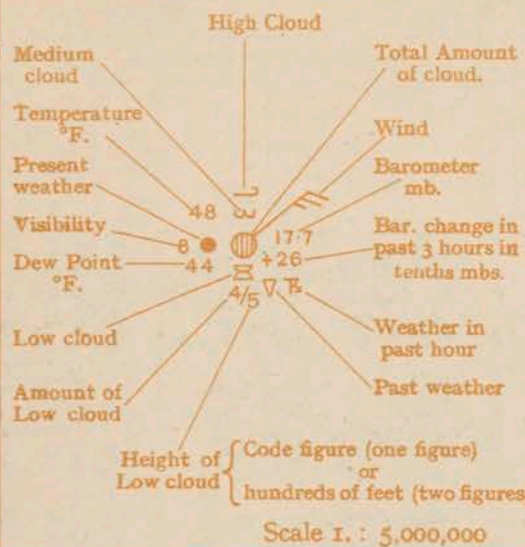 High Cloud
Medium
cloud
Total Amount
of cloud.
Temperature
°F.
Wind
Present
weather
Barometer
mb.
48
Visibility
8
17.7
Bar. change in
past 3 hours in
tenths mbs.
Dew Point
°F.
44
+26
4/5
Low cloud
Weather in
past hour
Amount of
Low cloud
Past weather
Height of
Low cloud
Code figure (one figure)
or
hundreds of feet (two figures
Scale 1. : 5,000,000